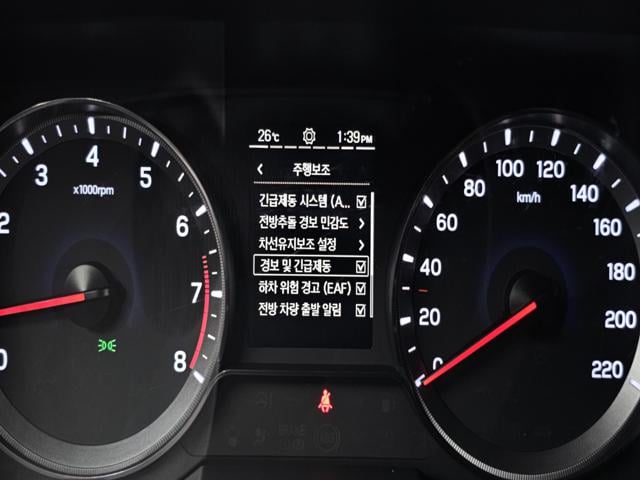 26℃ 1:39PM
주행보조
긴급제동 시스템 (A...
전방추돌 경보 민감도
차선유지보조 설정
경보 및 긴급제동
하차 위험 경고 (EAF)
전방 차량 출발 알림
2 3 4 5 6 7 8
x1000rpm
0
0 20 40 60 80 100 120 140 160 180 200 220
km/h
BRAKE
ABS